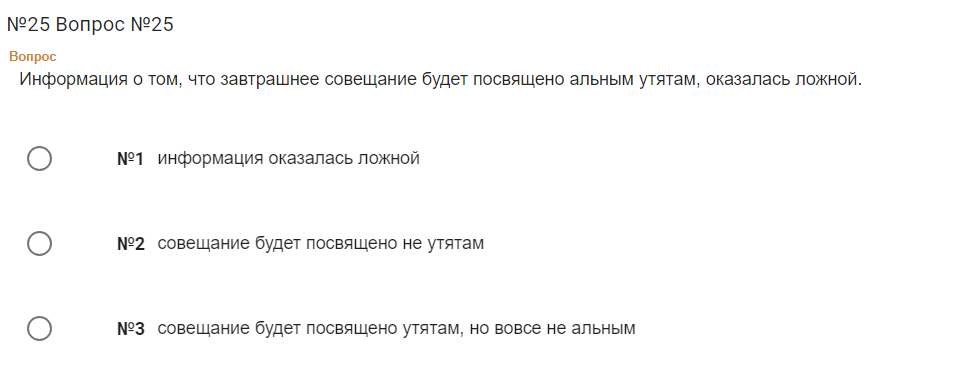 №25 Вопрос №25
Вопрос
Информация о том, что завтрашнее совещание будет посвящено альным утятам, оказалась ложной.
№1 информация оказалась ложной
№2 совещание будет посвящено не утятам
№3 совещание будет посвящено утятам, но вовсе не альным